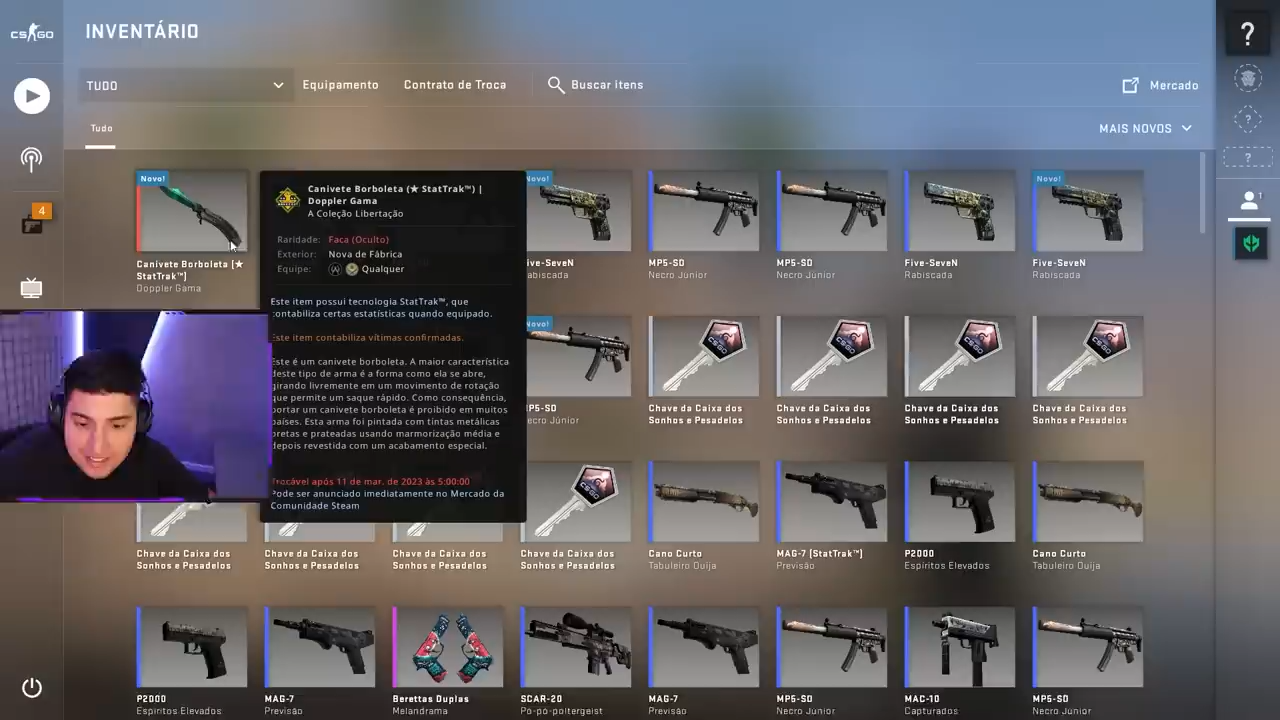 CS GO
INVENTÁRIO
TUDO
Equipamento
Contrato de Troca
Buscar itens
Mercado
Tudo
MAIS NOVOS
4
1
?
?
?
Novo!
Canivete Borboleta (★
StatTrak™)
Doppler Gama
Canivete Borboleta (★ StatTrak™) |
Doppler Gama
A Coleção Libertação
Raridade: Faca (Oculto)
Exterior: Nova de Fábrica
Equipe: Qualquer
Este item possui tecnologia StatTrak™, que
contabiliza certas estatísticas quando equipado.
Este item contabiliza vítimas confirmadas.
Este é um canivete borboleta. A maior característica
deste tipo de arma é a forma como ela se abre,
girando livremente em um movimento de rotação
que permite um saque rápido. Como consequência,
portar um canivete borboleta é proibido em muitos
países. Esta arma foi pintada com tintas metálicas
pretas e prateadas usando marmorização média e
depois revestida com um acabamento especial.
Trocável após 11 de mar. de 2023 às 5:00:00
Pode ser anunciado imediatamente no Mercado da
Comunidade Steam
Novo!
Five-SeveN
Rabiscada
MP5-SD
Necro Júnior
MP5-SD
Necro Júnior
Five-SeveN
Rabiscada
Novo!
Five-SeveN
Rabiscada
Novo!
MP5-SD
Necro Júnior
Chave da Caixa dos
Sonhos e Pesadelos
Chave da Caixa dos
Sonhos e Pesadelos
Chave da Caixa dos
Sonhos e Pesadelos
Chave da Caixa dos
Sonhos e Pesadelos
Chave da Caixa dos
Sonhos e Pesadelos
Chave da Caixa dos
Sonhos e Pesadelos
Chave da Caixa dos
Sonhos e Pesadelos
Chave da Caixa dos
Sonhos e Pesadelos
Cano Curto
Tabuleiro Ouija
MAG-7 (StatTrak™)
Previsão
P2000
Espíritos Elevados
Cano Curto
Tabuleiro Ouija
P2000
Espíritos Elevados
MAG-7
Previsão
Berettas Duplas
Melandrama
SCAR-20
Pó-pó-poltergeist
MAG-7
Previsão
MP5-SD
Necro Júnior
MAC-10
Capturados
MP5-SD
Necro Júnior